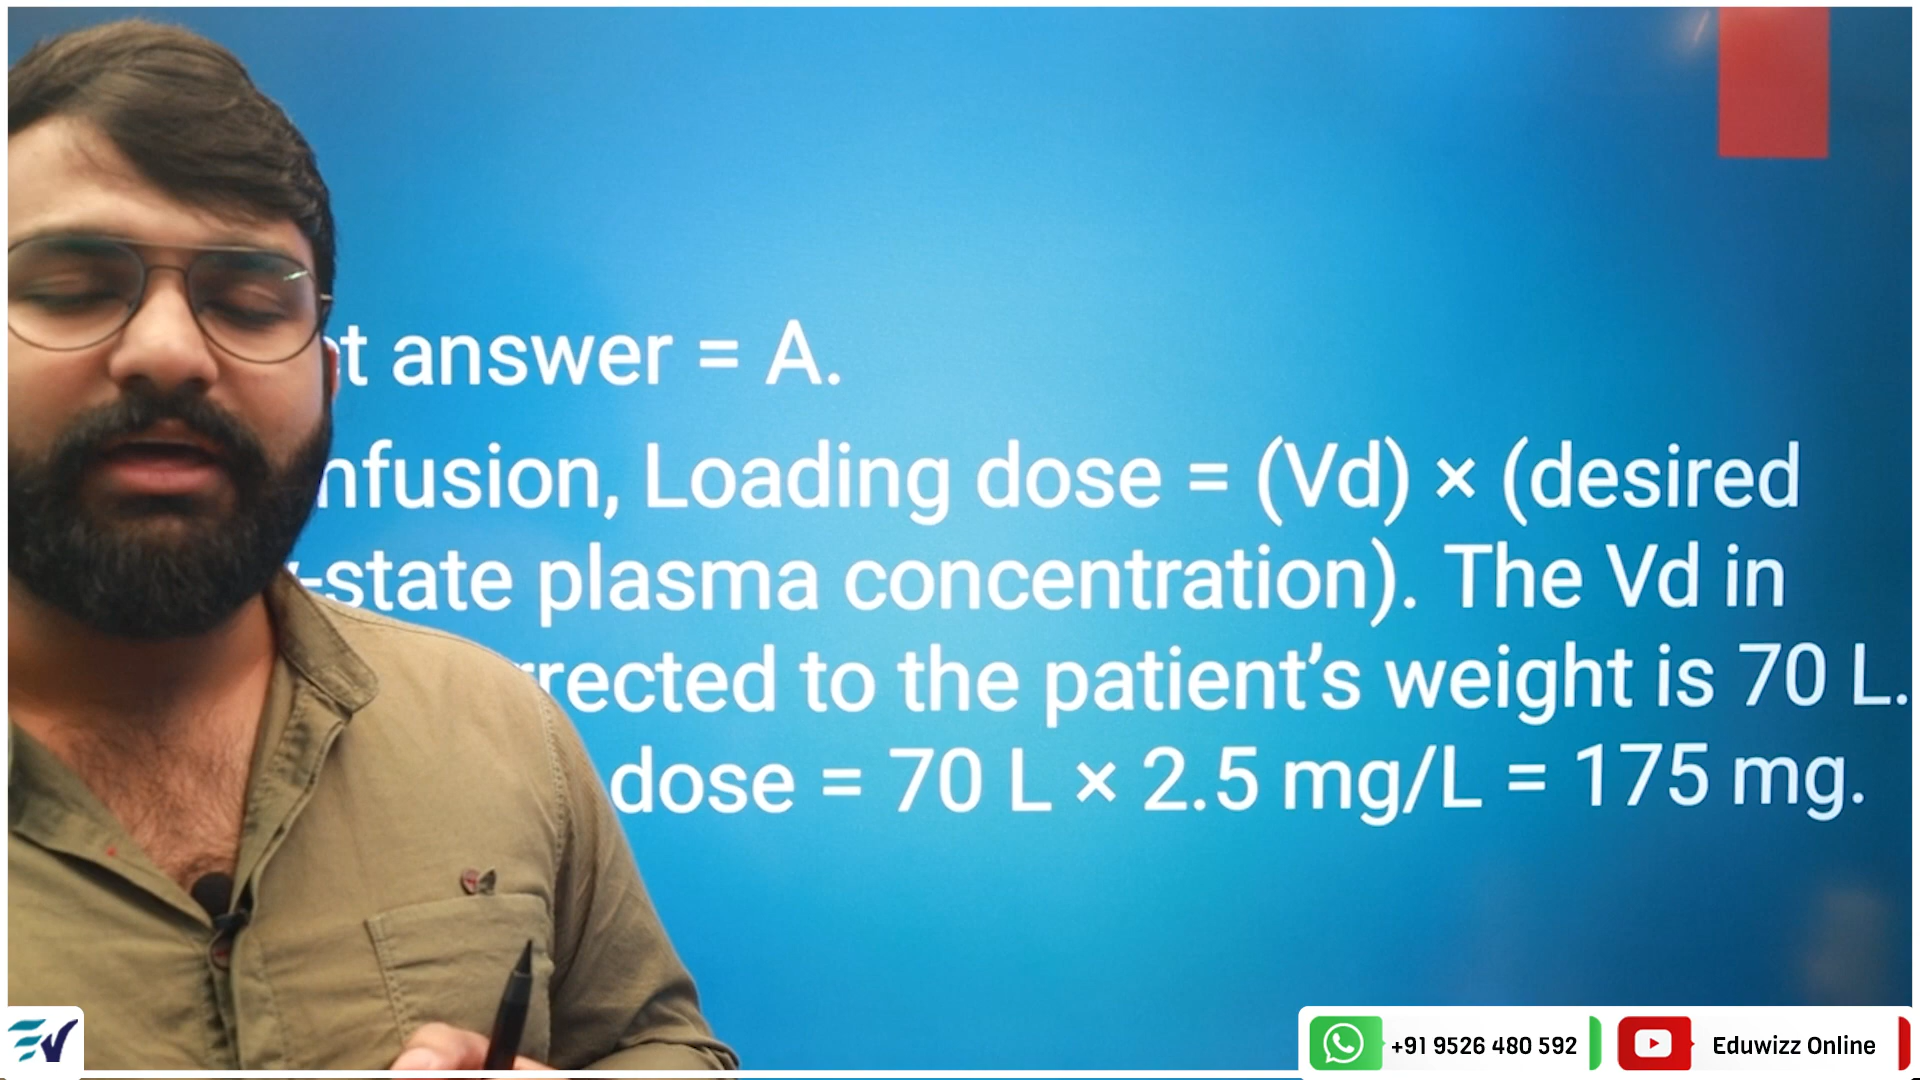 t answer = A.
nfusion, Loading dose = (Vd) × (desired
-state plasma concentration). The Vd in
rrected to the patient’s weight is 70 L.
dose = 70 L × 2.5 mg/L = 175 mg.
+91 9526 480 592
Eduwizz Online